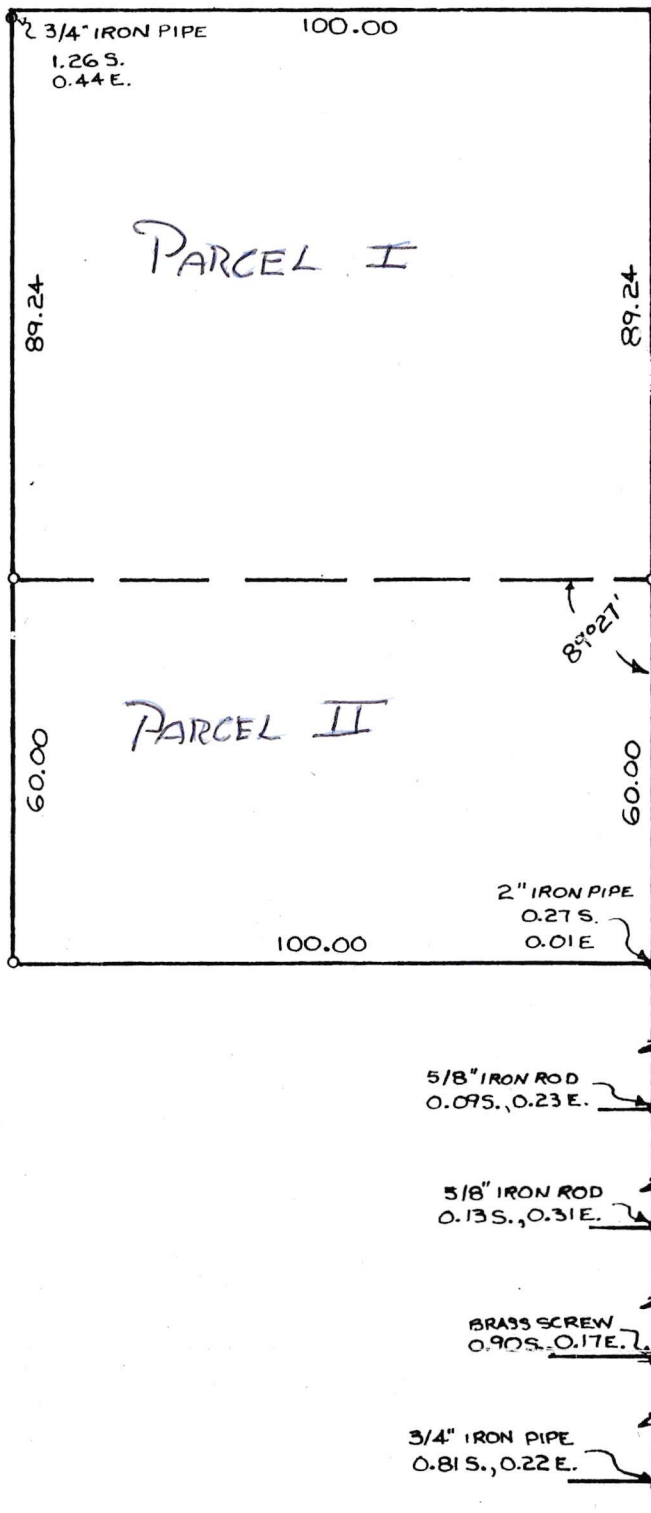 3/4" IRON PIPE
1.26 S.
0.44 E.
100.00
PARCEL I
89.24
89.24
89°27'
PARCEL II
60.00
60.00
2" IRON PIPE
0.27 S.
0.01 E
100.00
5/8" IRON ROD
0.09 S., 0.23 E.
5/8" IRON ROD
0.13 S., 0.31 E.
BRASS SCREW
0.90 S. 0.17 E.
3/4" IRON PIPE
0.81 S., 0.22 E.